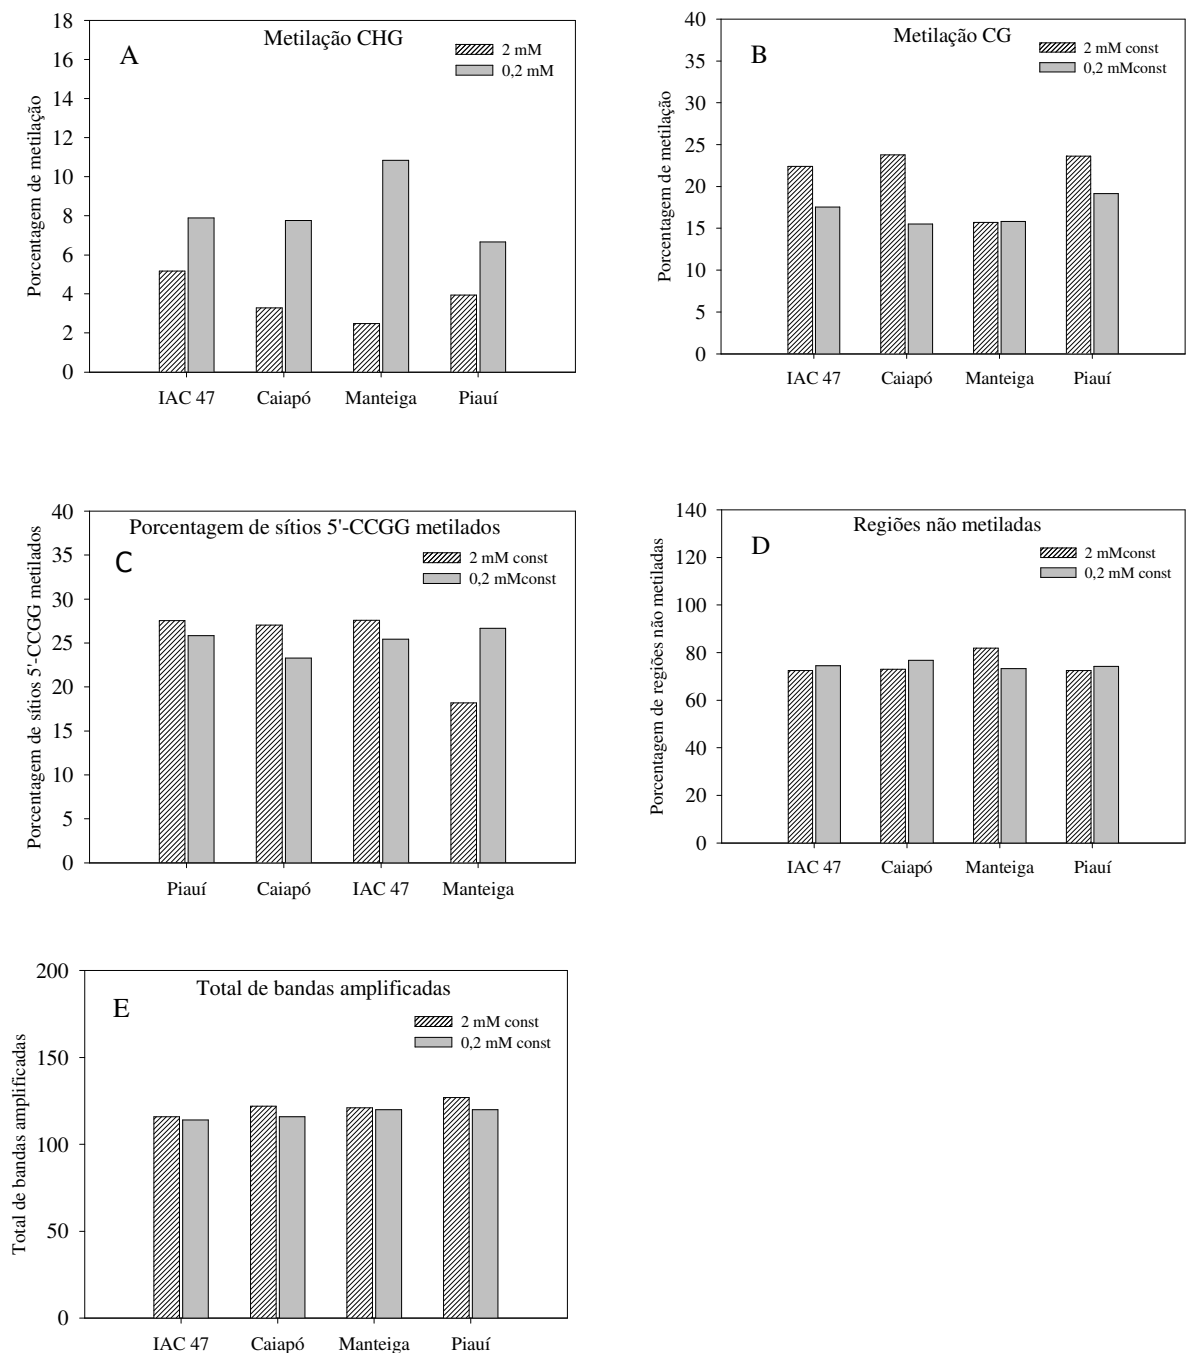 A
Metilação CHG
2 mM
0,2 mM
Porcentagem de metilação
18
16
14
12
10
8
6
4
2
0
IAC 47 Caiapó Manteiga Piauí
B
Metilação CG
2 mM const
0,2 mMconst
Porcentagem de metilação
40
35
30
25
20
15
10
5
0
IAC 47 Caiapó Manteiga Piauí
Porcentagem de sítios 5'-CCGG metilados
C
2 mM const
0,2 mMconst
Porcentagem de sítios 5'-CCGG metilados
40
35
30
25
20
15
10
5
0
Piauí Caiapó IAC 47 Manteiga
Regiões não metiladas
D
2 mMconst
0,2 mM const
Porcentagem de regiões não metiladas
140
120
100
80
60
40
20
0
IAC 47 Caiapó Manteiga Piauí
Total de bandas amplificadas
E
2 mM const
0,2 mM const
Total de bandas amplificadas
200
150
100
50
0
IAC 47 Caiapó Manteiga Piauí